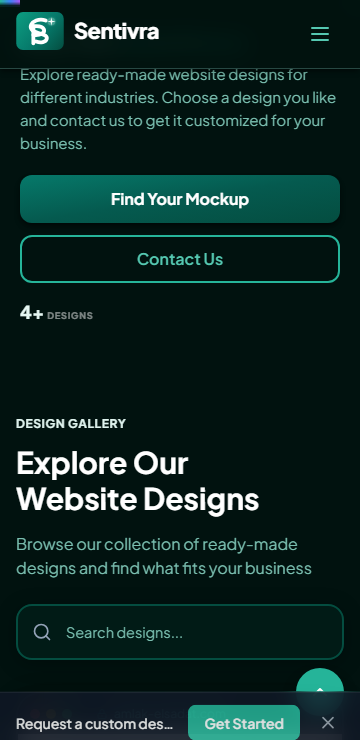 Sentivra
Explore ready-made website designs for
different industries. Choose a design you like
and contact us to get it customized for your
business.
Find Your Mockup
Contact Us
4+ DESIGNS
DESIGN GALLERY
Explore Our
Website Designs
Browse our collection of ready-made
designs and find what fits your business
Search designs...
Request a custom des...
Get Started